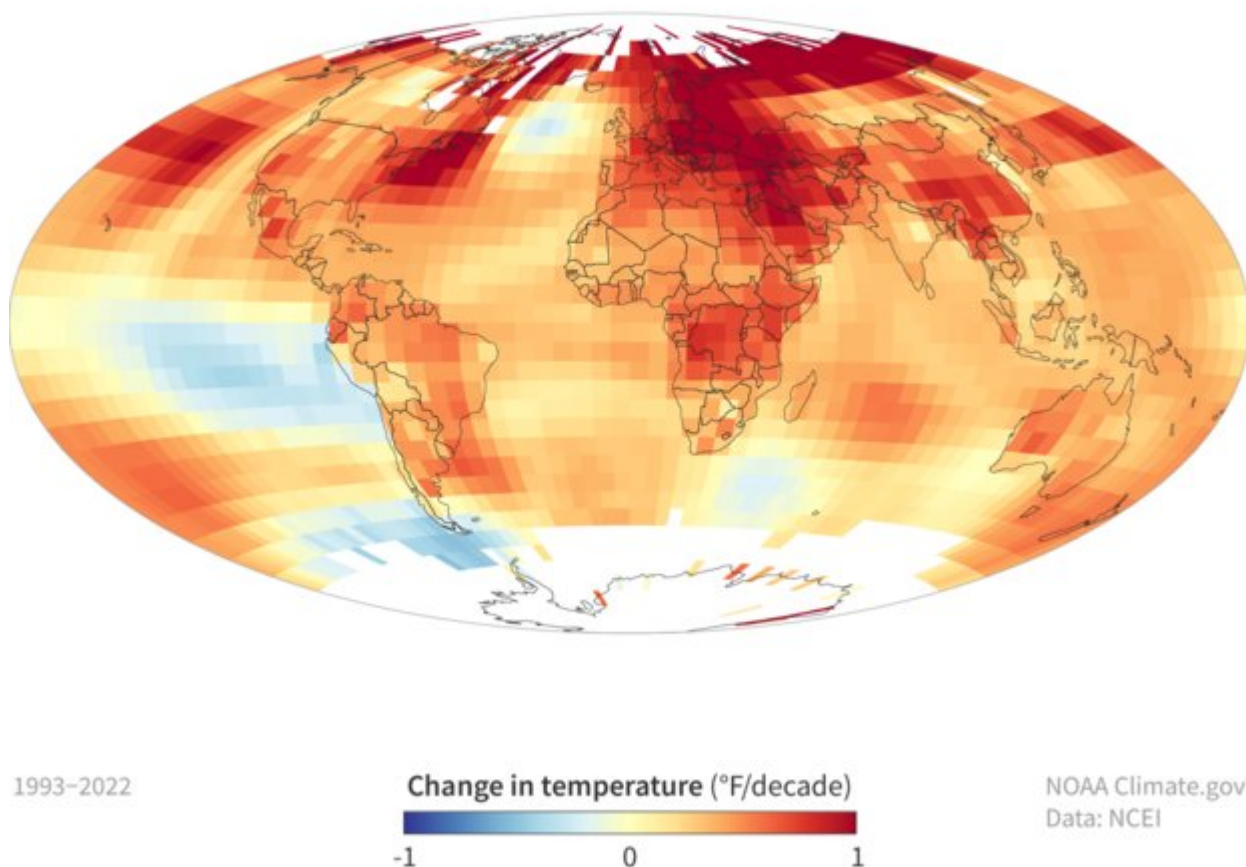 1993–2022
Change in temperature (°F/decade)
-1 0 1
NOAA Climate.gov
Data: NCEI